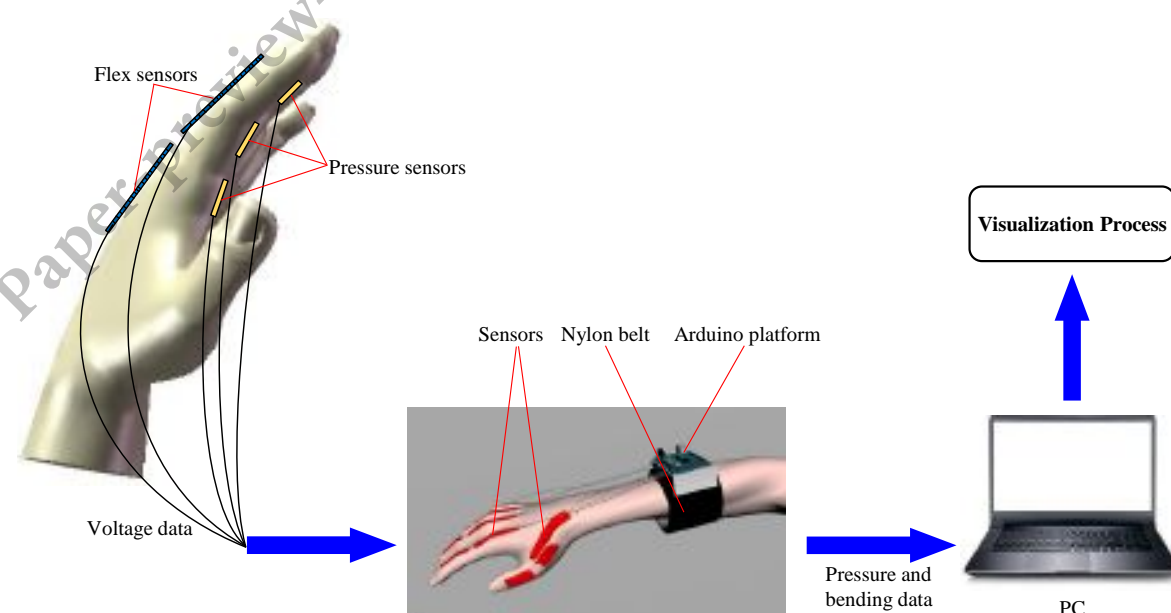 Paper preview-
Flex sensors
Pressure sensors
Visualization Process
Sensors
Nylon belt
Arduino platform
Voltage data
Pressure and
bending data
PC